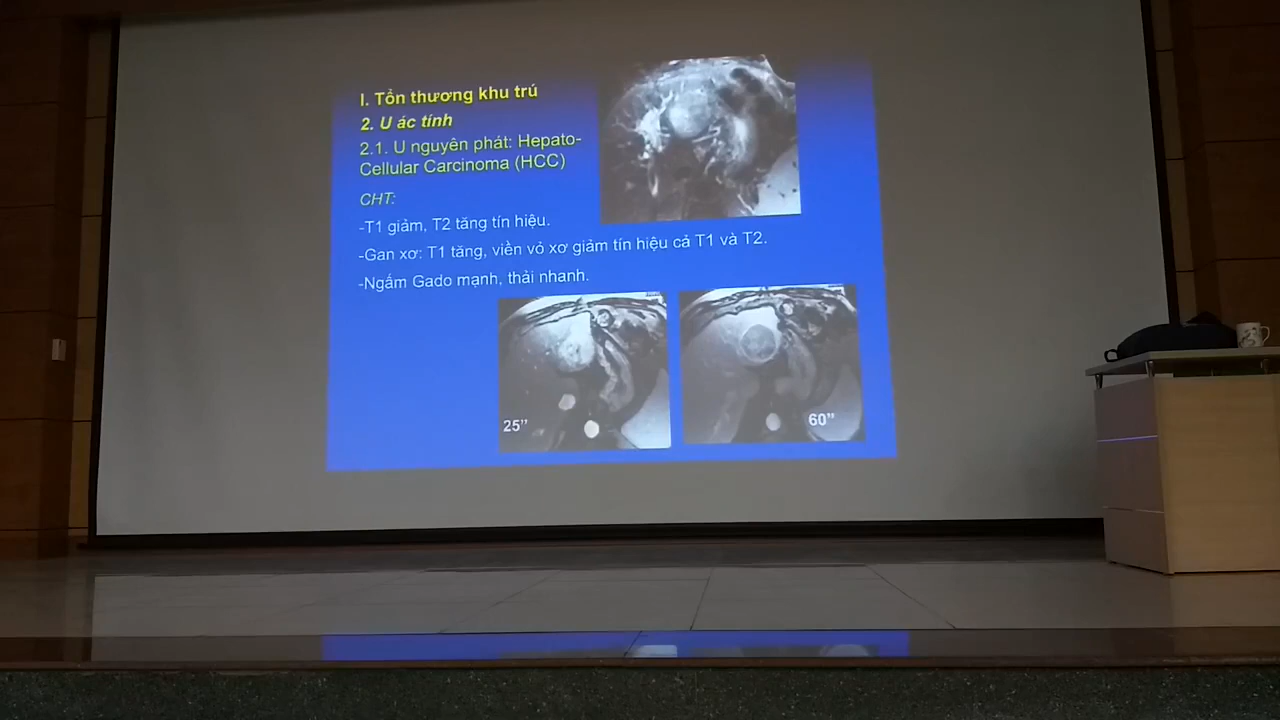 I. Tổn thương khu trú
2. U ác tính
2.1. U nguyên phát: Hepato-
Cellular Carcinoma (HCC)
CHT:
-T1 giảm, T2 tăng tín hiệu.
-Gan xơ: T1 tăng, viền vỏ xơ giảm tín hiệu cả T1 và T2.
-Ngấm Gado mạnh, thải nhanh.
25”
60”